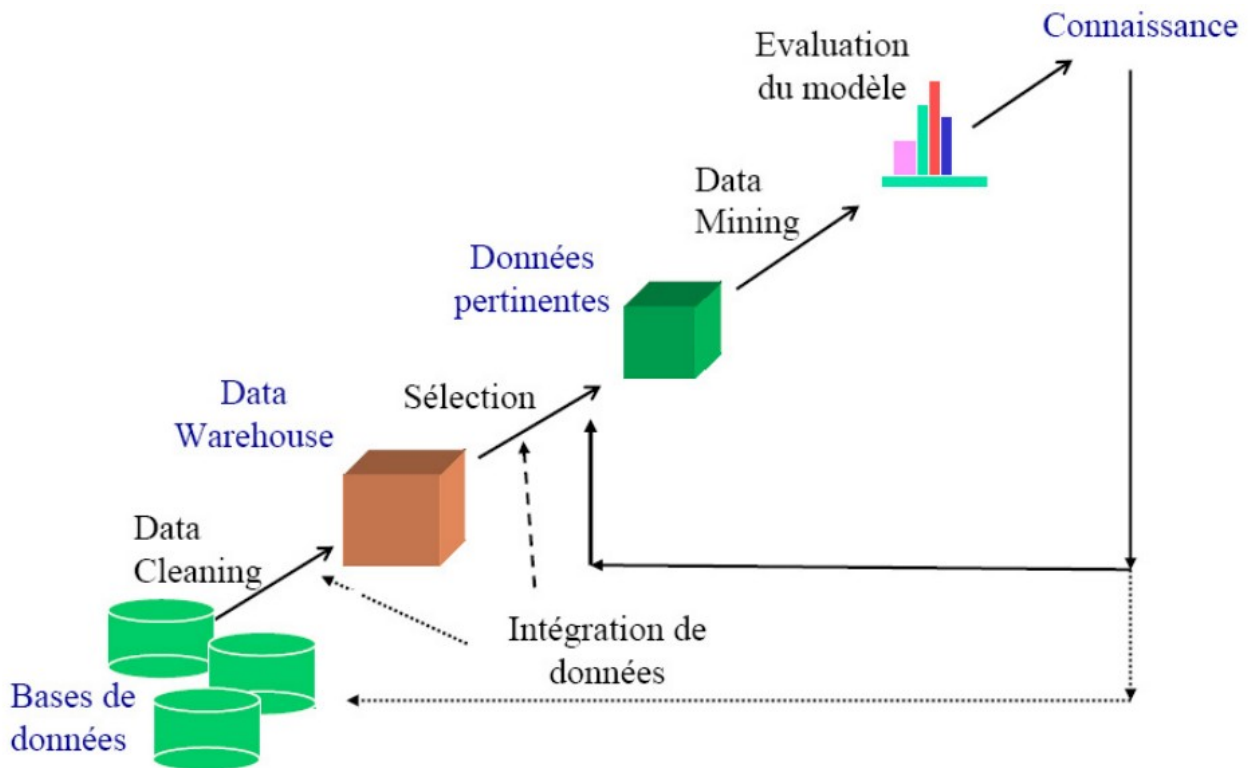 Connaissance
Evaluation
du modèle
Data
Mining
Données
pertinentes
Sélection
Data
Warehouse
Data
Cleaning
Intégration de
données
Bases de
données